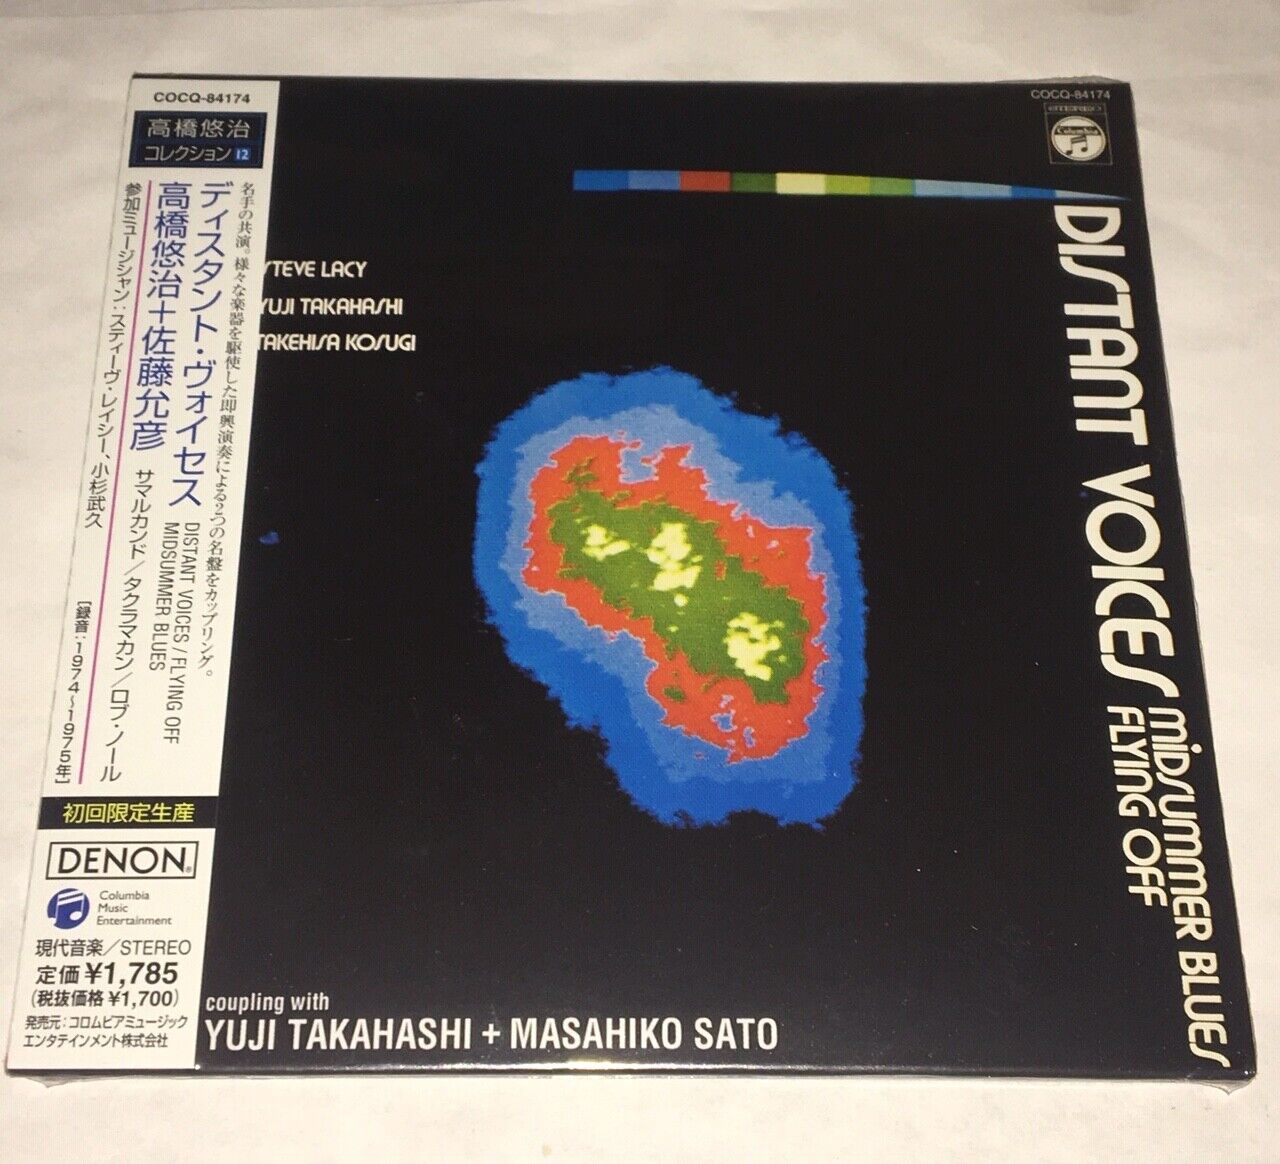 COCQ-84174
高橋悠治
コレクション 12
名手の共演。様々な楽器を駆使した即興演奏による2つの名盤をカップリング。
ディスタント・ヴォイセス
DISTANT VOICES/FLYING OFF
MIDSUMMER BLUES
高橋悠治+佐藤允彦
サマルカンド/タクラマカン/ロブ・ノール
参加ミュージシャン:スティーヴ・レイシー、小杉武久
[録音:1974~1975年]
初回限定生産
DENON®
Columbia
Music
Entertainment
現代音楽/STEREO
定価¥1,785
(税抜価格¥1,700)
発売元:コロムビアミュージック
エンタテインメント株式会社
COCQ-84174
STEREO
Columbia
STEVE LACY
YUJI TAKAHASHI
TAKEHISA KOSUGI
DISTANT VOICES
MIDSUMMER BLUES
FLYING OFF
coupling with
YUJI TAKAHASHI + MASAHIKO SATO